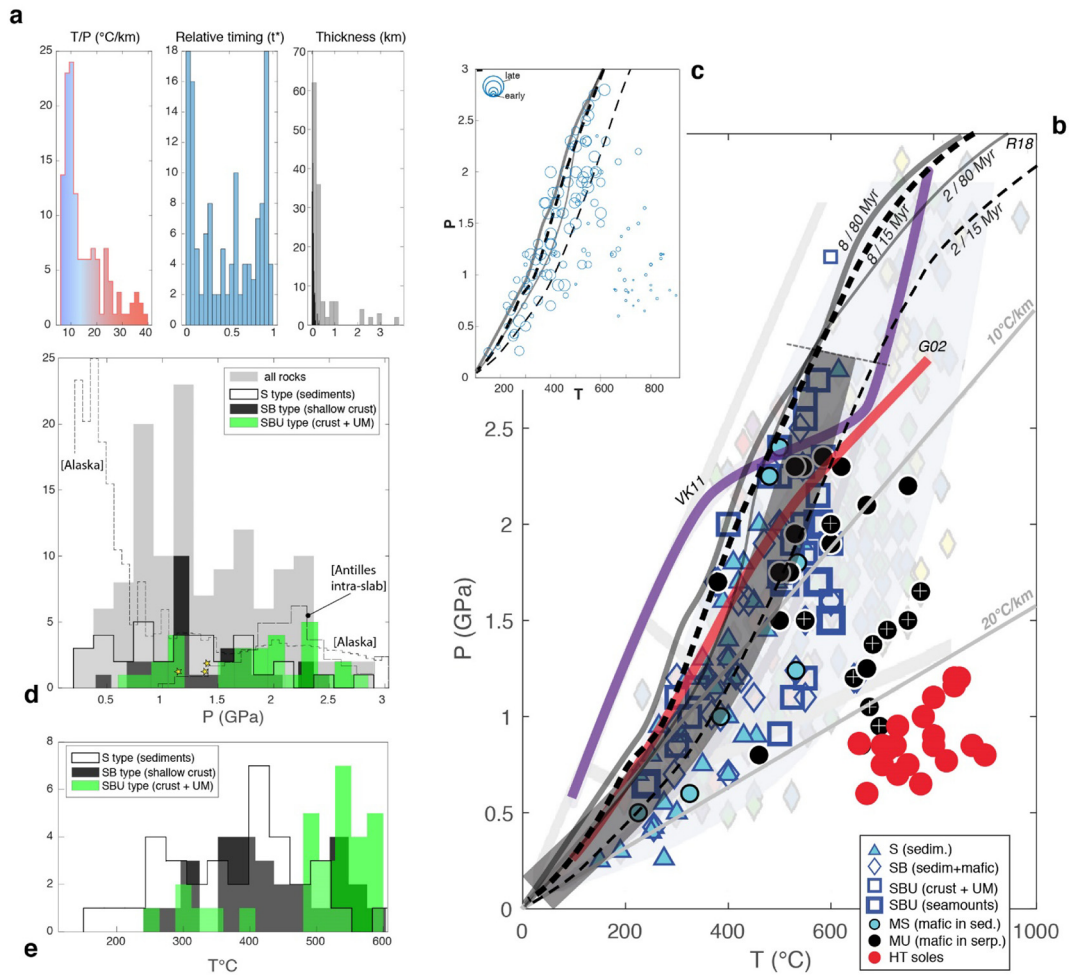 a
T/P (°C/km)
Relative timing (t*)
Thickness (km)
25
20
15
10
5
0
10
20
30
40
18
16
14
12
10
8
6
4
2
0
0
0.5
1
70
60
50
40
30
20
10
0
0
1
2
3
c
3
2.5
2
1.5
1
0.5
0
P
late
early
200
400
600
800
T
b
R18
8 / 80 Myr
8 / 15 Myr
2 / 80 Myr
2 / 15 Myr
10°C/km
G02
VK11
20°C/km
2.5
2
1.5
1
0.5
0
P (GPa)
0
200
400
600
1000
T (°C)
S (sedim.)
SB (sedim+mafic)
SBU (crust + UM)
SBU (seamounts)
MS (mafic in sed.)
MU (mafic in serp.)
HT soles
25
20
15
10
5
0
all rocks
S type (sediments)
SB type (shallow crust)
SBU type (crust + UM)
[Alaska]
[Antilles
intra-slab]
[Alaska]
d
0.5
1.0
1.5
2.0
2.5
3.0
P (GPa)
8
6
4
2
0
S type (sediments)
SB type (shallow crust)
SBU type (crust + UM)
200
300
400
500
600
e
T°C